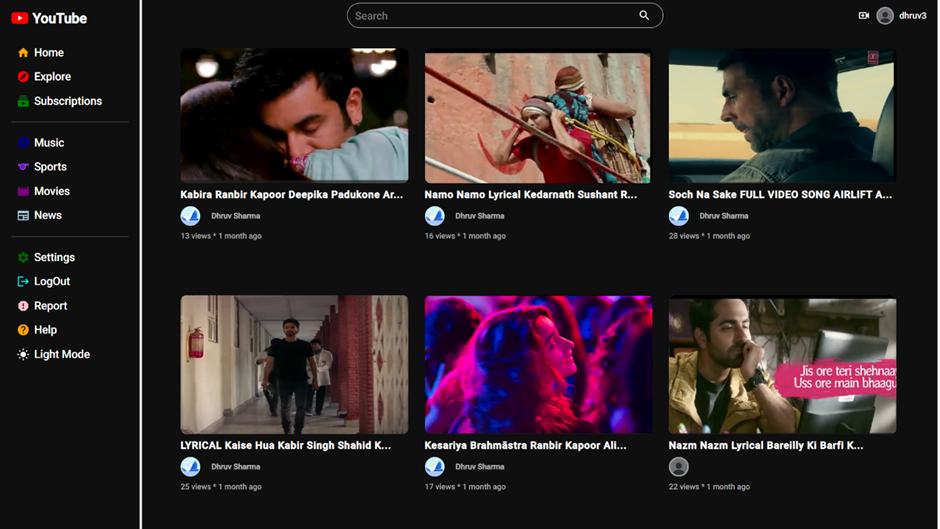 YouTube
Search
dhruv3
Home
Explore
Subscriptions
Music
Sports
Movies
News
Settings
LogOut
Report
Help
Light Mode
Kabira Ranbir Kapoor Deepika Padukone Ar...
Dhruv Sharma
13 views * 1 month ago
Namo Namo Lyrical Kedarnath Sushant R...
Dhruv Sharma
16 views * 1 month ago
Soch Na Sake FULL VIDEO SONG AIRLIFT A...
Dhruv Sharma
28 views * 1 month ago
LYRICAL Kaise Hua Kabir Singh Shahid K...
Dhruv Sharma
25 views * 1 month ago
Kesariya Brahmāstra Ranbir Kapoor Ali...
Dhruv Sharma
17 views * 1 month ago
Jis ore teri shehnaa
Uss ore main bhaagu
Nazm Nazm Lyrical Bareilly Ki Barfi K...
22 views * 1 month ago